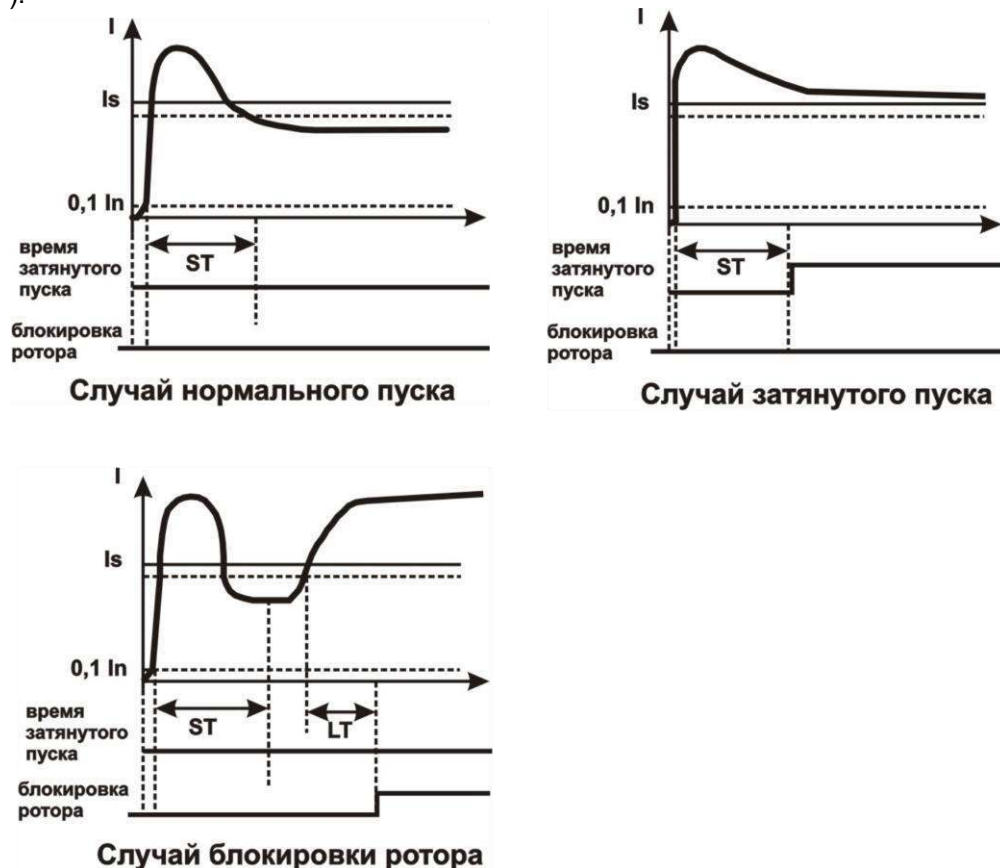 ).
I
Is
0,1 In
время
затянутого
пуска
ST
блокировка
ротора
Случай нормального пуска
I
Is
0,1 In
время
затянутого
пуска
ST
блокировка
ротора
Случай затянутого пуска
I
Is
0,1 In
время
затянутого
пуска
ST
LT
блокировка
ротора
Случай блокировки ротора